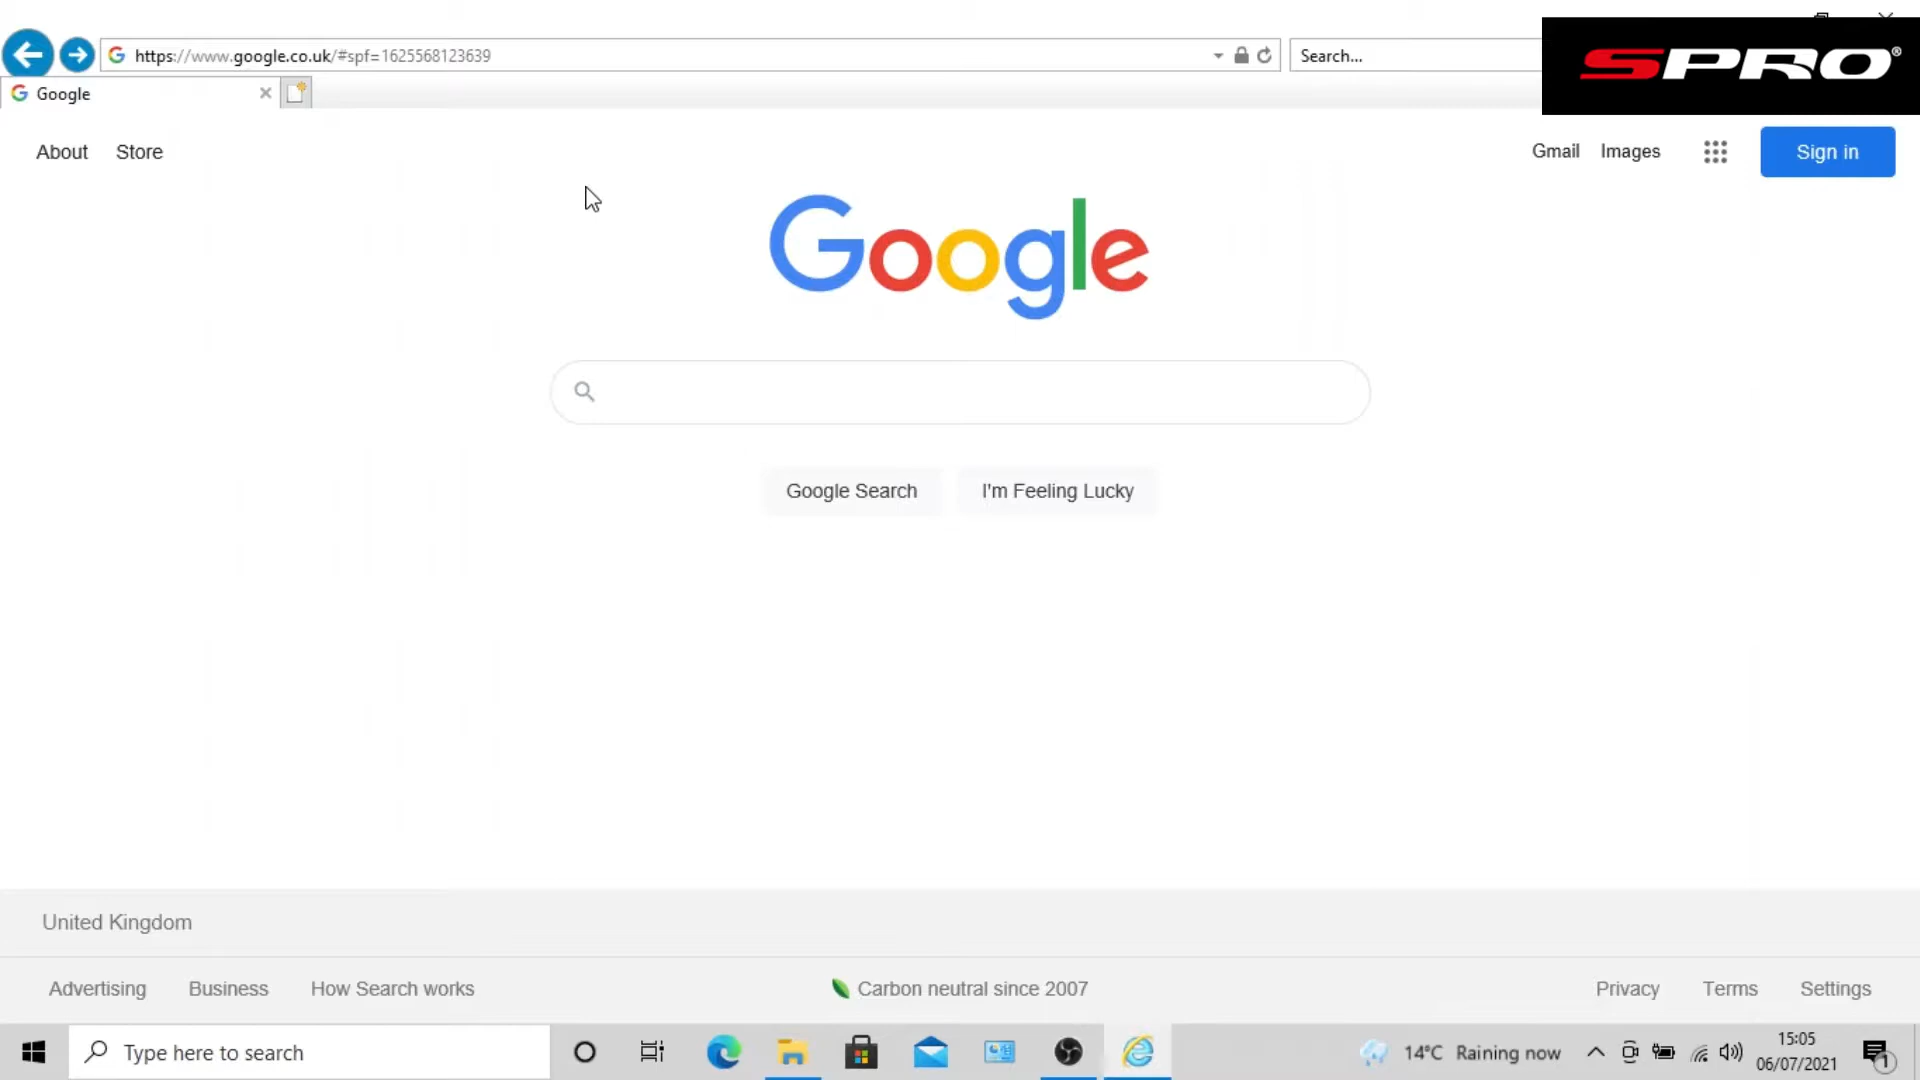 https://www.google.co.uk/#spf=1625568123639
Search...
SPRO®
Google
About Store
Gmail Images Sign in
Google
Google Search I'm Feeling Lucky
United Kingdom
Advertising Business How Search works Carbon neutral since 2007 Privacy Terms Settings
Type here to search
14°C Raining now
15:05
06/07/2021
1